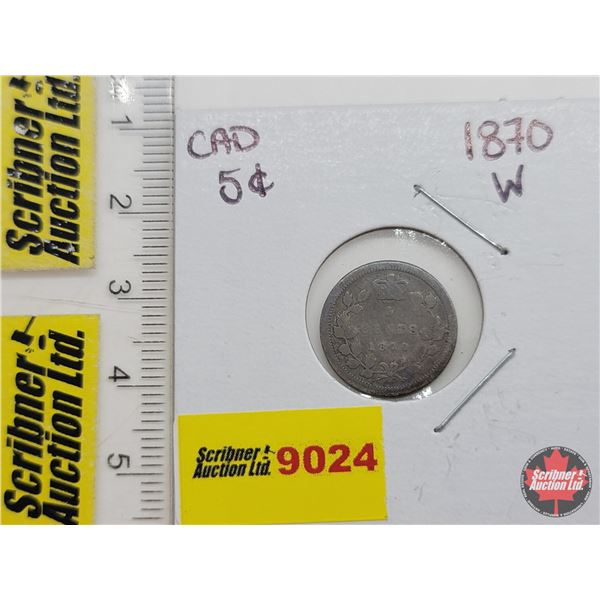 Scribner
Auction Ltd.
Scribner
Auction Ltd.
1
2
3
4
5
CAD
5¢
1870
W
5
CENTS
1870
Scribner
Auction Ltd.
9024
Scribner
Auction Ltd.